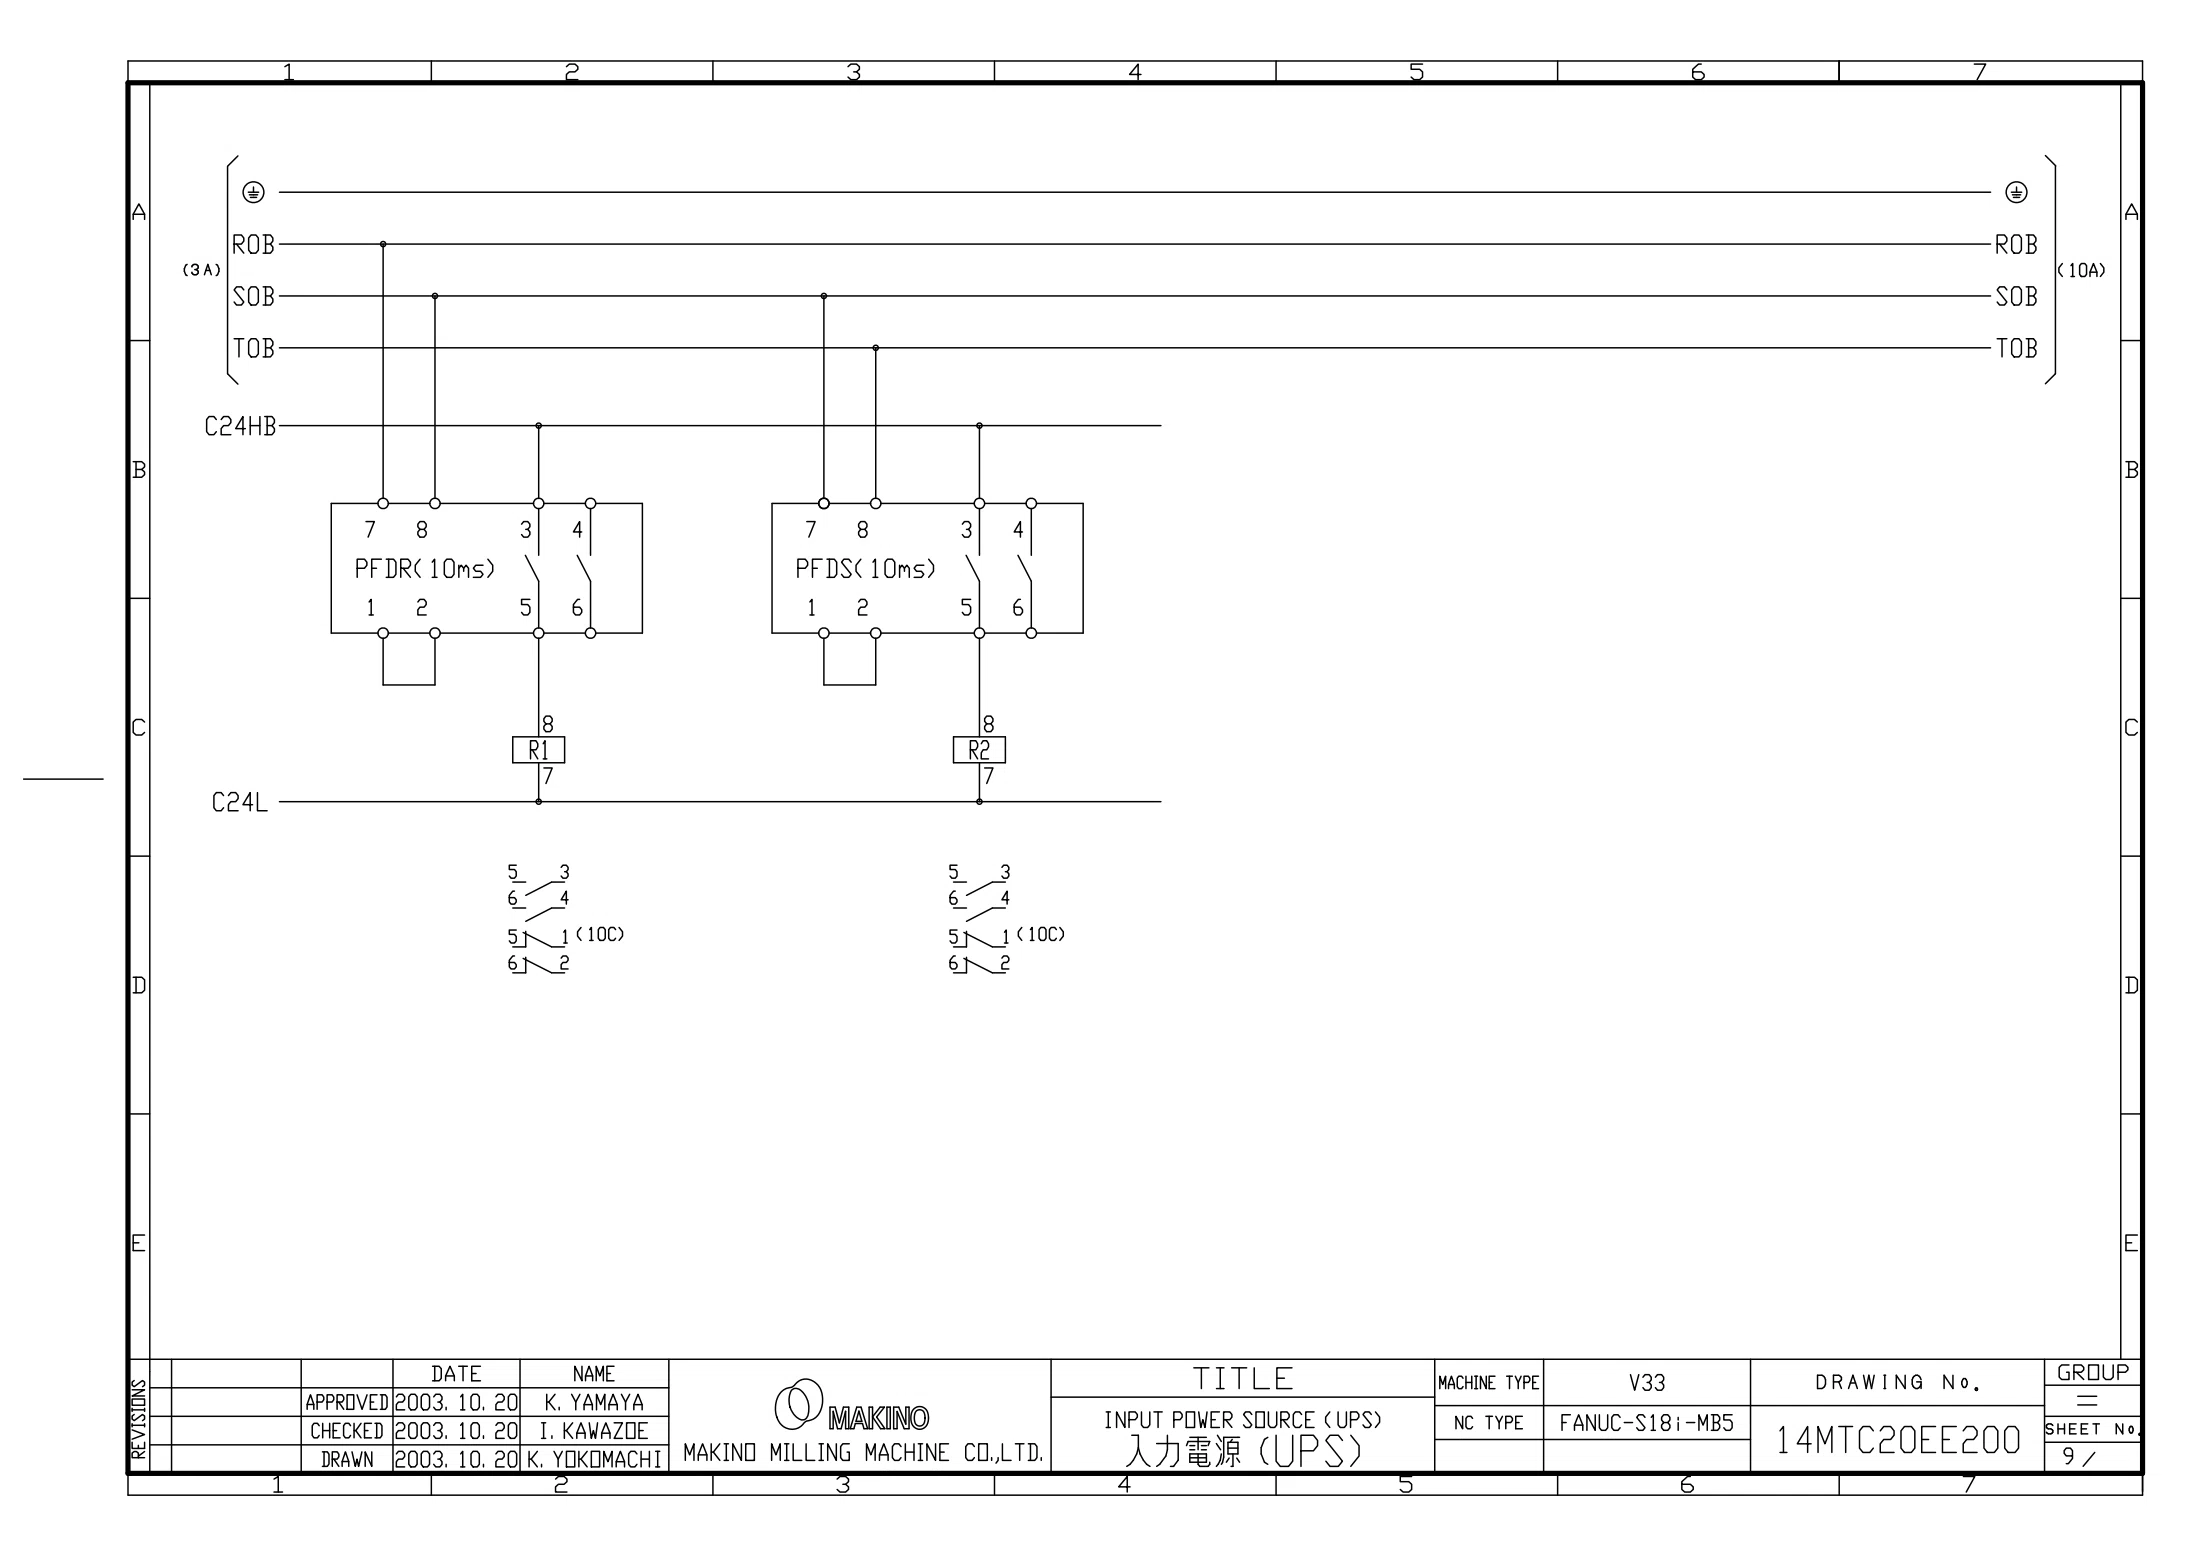 1 2 3 4 5 6 7
A A
ROB ROB
(3A) (10A)
SOB SOB
TOB TOB
C24HB
B B
7 8 3 4 7 8 3 4
PFDR(10ms) PFDS(10ms)
1 2 5 6 1 2 5 6
C C
8 8
R1 R2
7 7
C24L
5 3 5 3
6 4 6 4
5 1 (10C) 5 1 (10C)
6 2 6 2
D D
E E
REVISIONS
DATE NAME
APPROVED 2003. 10. 20 K. YAMAYA
CHECKED 2003. 10. 20 I. KAWAZOE
DRAWN 2003. 10. 20 K. YOKOMACHI
MAKINO
MAKINO MILLING MACHINE CO.,LTD.
TITLE
INPUT POWER SOURCE (UPS)
入力電源 (UPS)
MACHINE TYPE V33
NC TYPE FANUC-S18i-MB5
DRAWING No.
14MTC20EE200
GROUP
=
SHEET No.
9 /
1 2 3 4 5 6 7